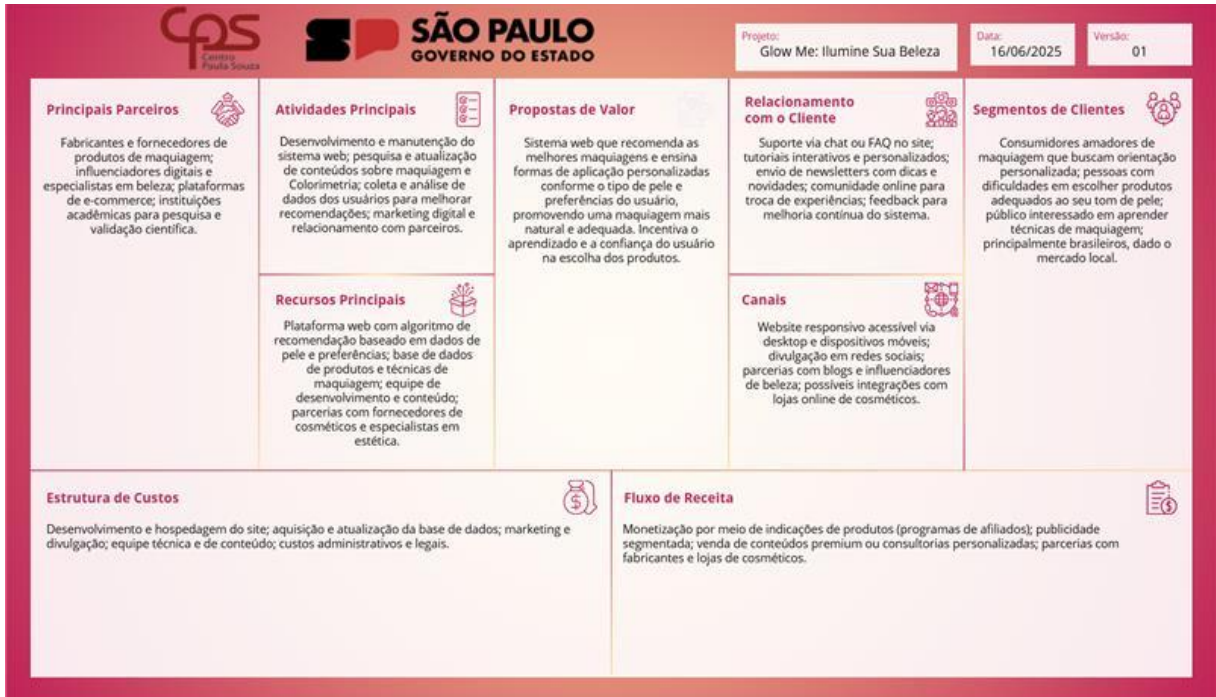 CPS
Centro
Paula Souza
SÃO PAULO
GOVERNO DO ESTADO
Projeto:
Glow Me: Ilumine Sua Beleza
Data:
16/06/2025
Versão:
01
Principais Parceiros
Fabricantes e fornecedores de
produtos de maquiagem;
influenciadores digitais e
especialistas em beleza; plataformas
de e-commerce; instituições
acadêmicas para pesquisa e
validação científica.
Atividades Principais
Desenvolvimento e manutenção do
sistema web; pesquisa e atualização
de conteúdos sobre maquiagem e
Colorimetria; coleta e análise de
dados dos usuários para melhorar
recomendações; marketing digital e
relacionamento com parceiros.
Recursos Principais
Plataforma web com algoritmo de
recomendação baseado em dados de
pele e preferências; base de dados
de produtos e técnicas de
maquiagem; equipe de
desenvolvimento e conteúdo;
parcerias com fornecedores de
cosméticos e especialistas em
estética.
Propostas de Valor
Sistema web que recomenda as
melhores maquiagens e ensina
formas de aplicação personalizadas
conforme o tipo de pele e
preferências do usuário,
promovendo uma maquiagem mais
natural e adequada. Incentiva o
aprendizado e a confiança do usuário
na escolha dos produtos.
Relacionamento
com o Cliente
Suporte via chat ou FAQ no site;
tutoriais interativos e personalizados;
envio de newsletters com dicas e
novidades; comunidade online para
troca de experiências; feedback para
melhoria contínua do sistema.
Canais
Website responsivo acessível via
desktop e dispositivos móveis;
divulgação em redes sociais;
parcerias com blogs e influenciadores
de beleza; possíveis integrações com
lojas online de cosméticos.
Segmentos de Clientes
Consumidores amadores de
maquiagem que buscam orientação
personalizada; pessoas com
dificuldades em escolher produtos
adequados ao seu tom de pele;
público interessado em aprender
técnicas de maquiagem;
principalmente brasileiros, dado o
mercado local.
Estrutura de Custos
Desenvolvimento e hospedagem do site; aquisição e atualização da base de dados; marketing e
divulgação; equipe técnica e de conteúdo; custos administrativos e legais.
Fluxo de Receita
Monetização por meio de indicações de produtos (programas de afiliados); publicidade
segmentada; venda de conteúdos premium ou consultorias personalizadas; parcerias com
fabricantes e lojas de cosméticos.